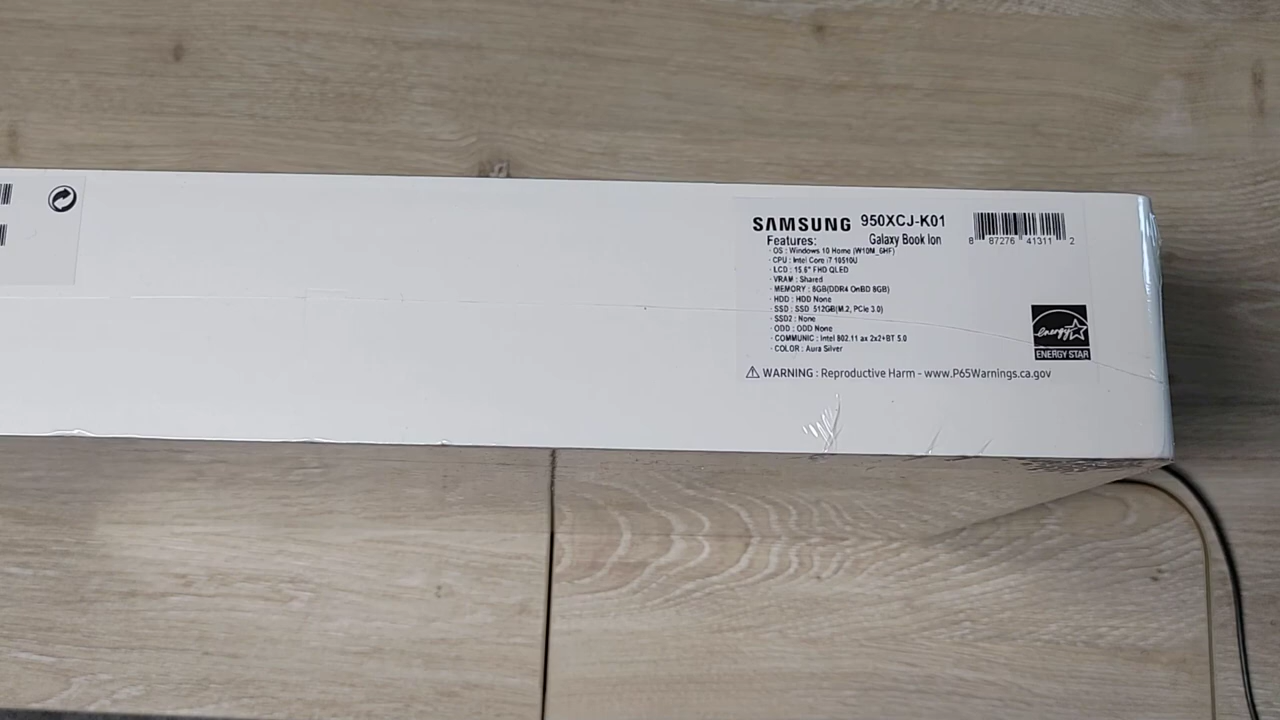 SAMSUNG 950XCJ-K01
Features: Galaxy Book Ion
· OS : Windows 10 Home (W10M_6HF)
· CPU : Intel Core i7 10510U
· LCD : 15.6" FHD QLED
· VRAM : Shared
· MEMORY : 8GB(DDR4 OnBD 8GB)
· HDD : HDD None
· SSD : SSD 512GB(M.2, PCIe 3.0)
· SSD2 : None
· ODD : ODD None
· COMMUNIC : Intel 802.11 ax 2x2+BT 5.0
· COLOR : Aura Silver
8 87276 41311 2
energy
ENERGY STAR
WARNING : Reproductive Harm - www.P65Warnings.ca.gov